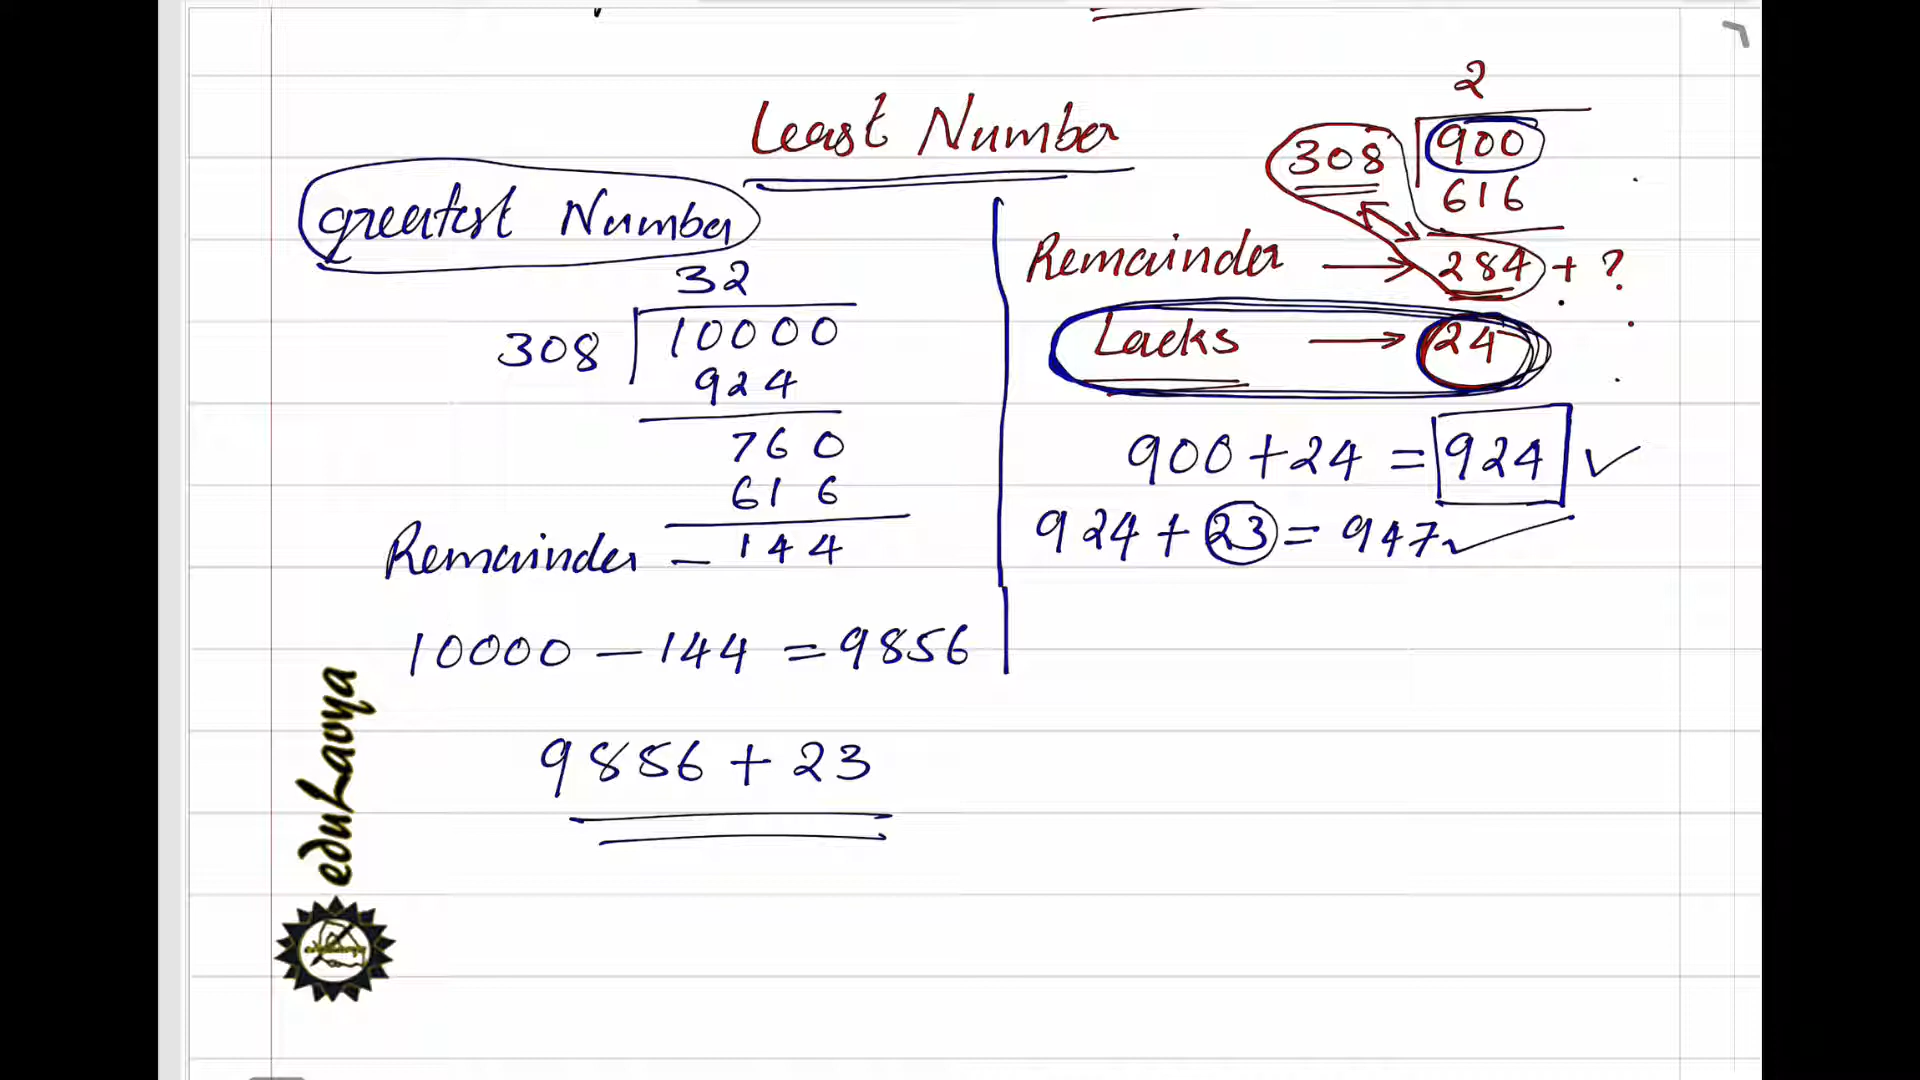 Least Number
greatest Number
32
308 10000
924
760
616
Remainder – 144
10000 – 144 = 9856
9856 + 23
2
308 900
616
Remainder → 284 + ?
Lacks → 24
900 + 24 = 924 ✓
924 + 23 = 947 ✓
eduLavya